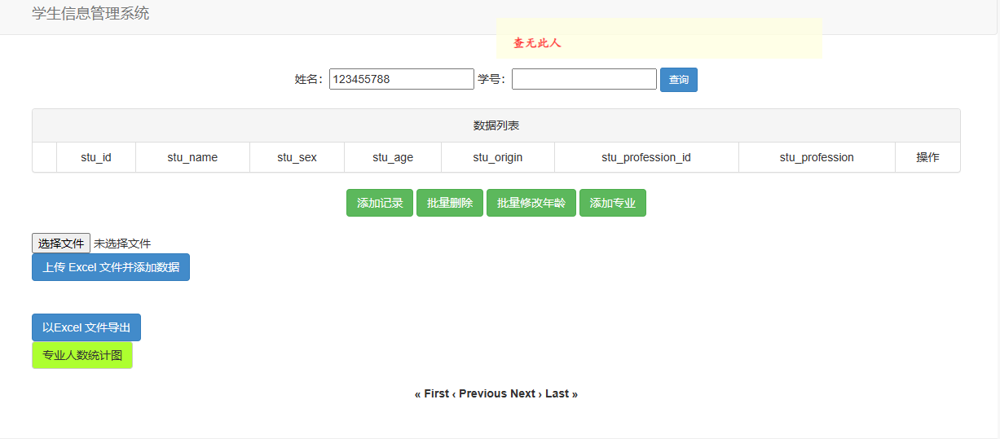 学生信息管理系统
查无此人
姓名: 123455788 学号: 查询
数据列表
stu_id stu_name stu_sex stu_age stu_origin stu_profession_id stu_profession 操作
添加记录 批量删除 批量修改年龄 添加专业
选择文件 未选择文件
上传 Excel 文件并添加数据
以Excel 文件导出
专业人数统计图
« First ‹ Previous Next › Last »